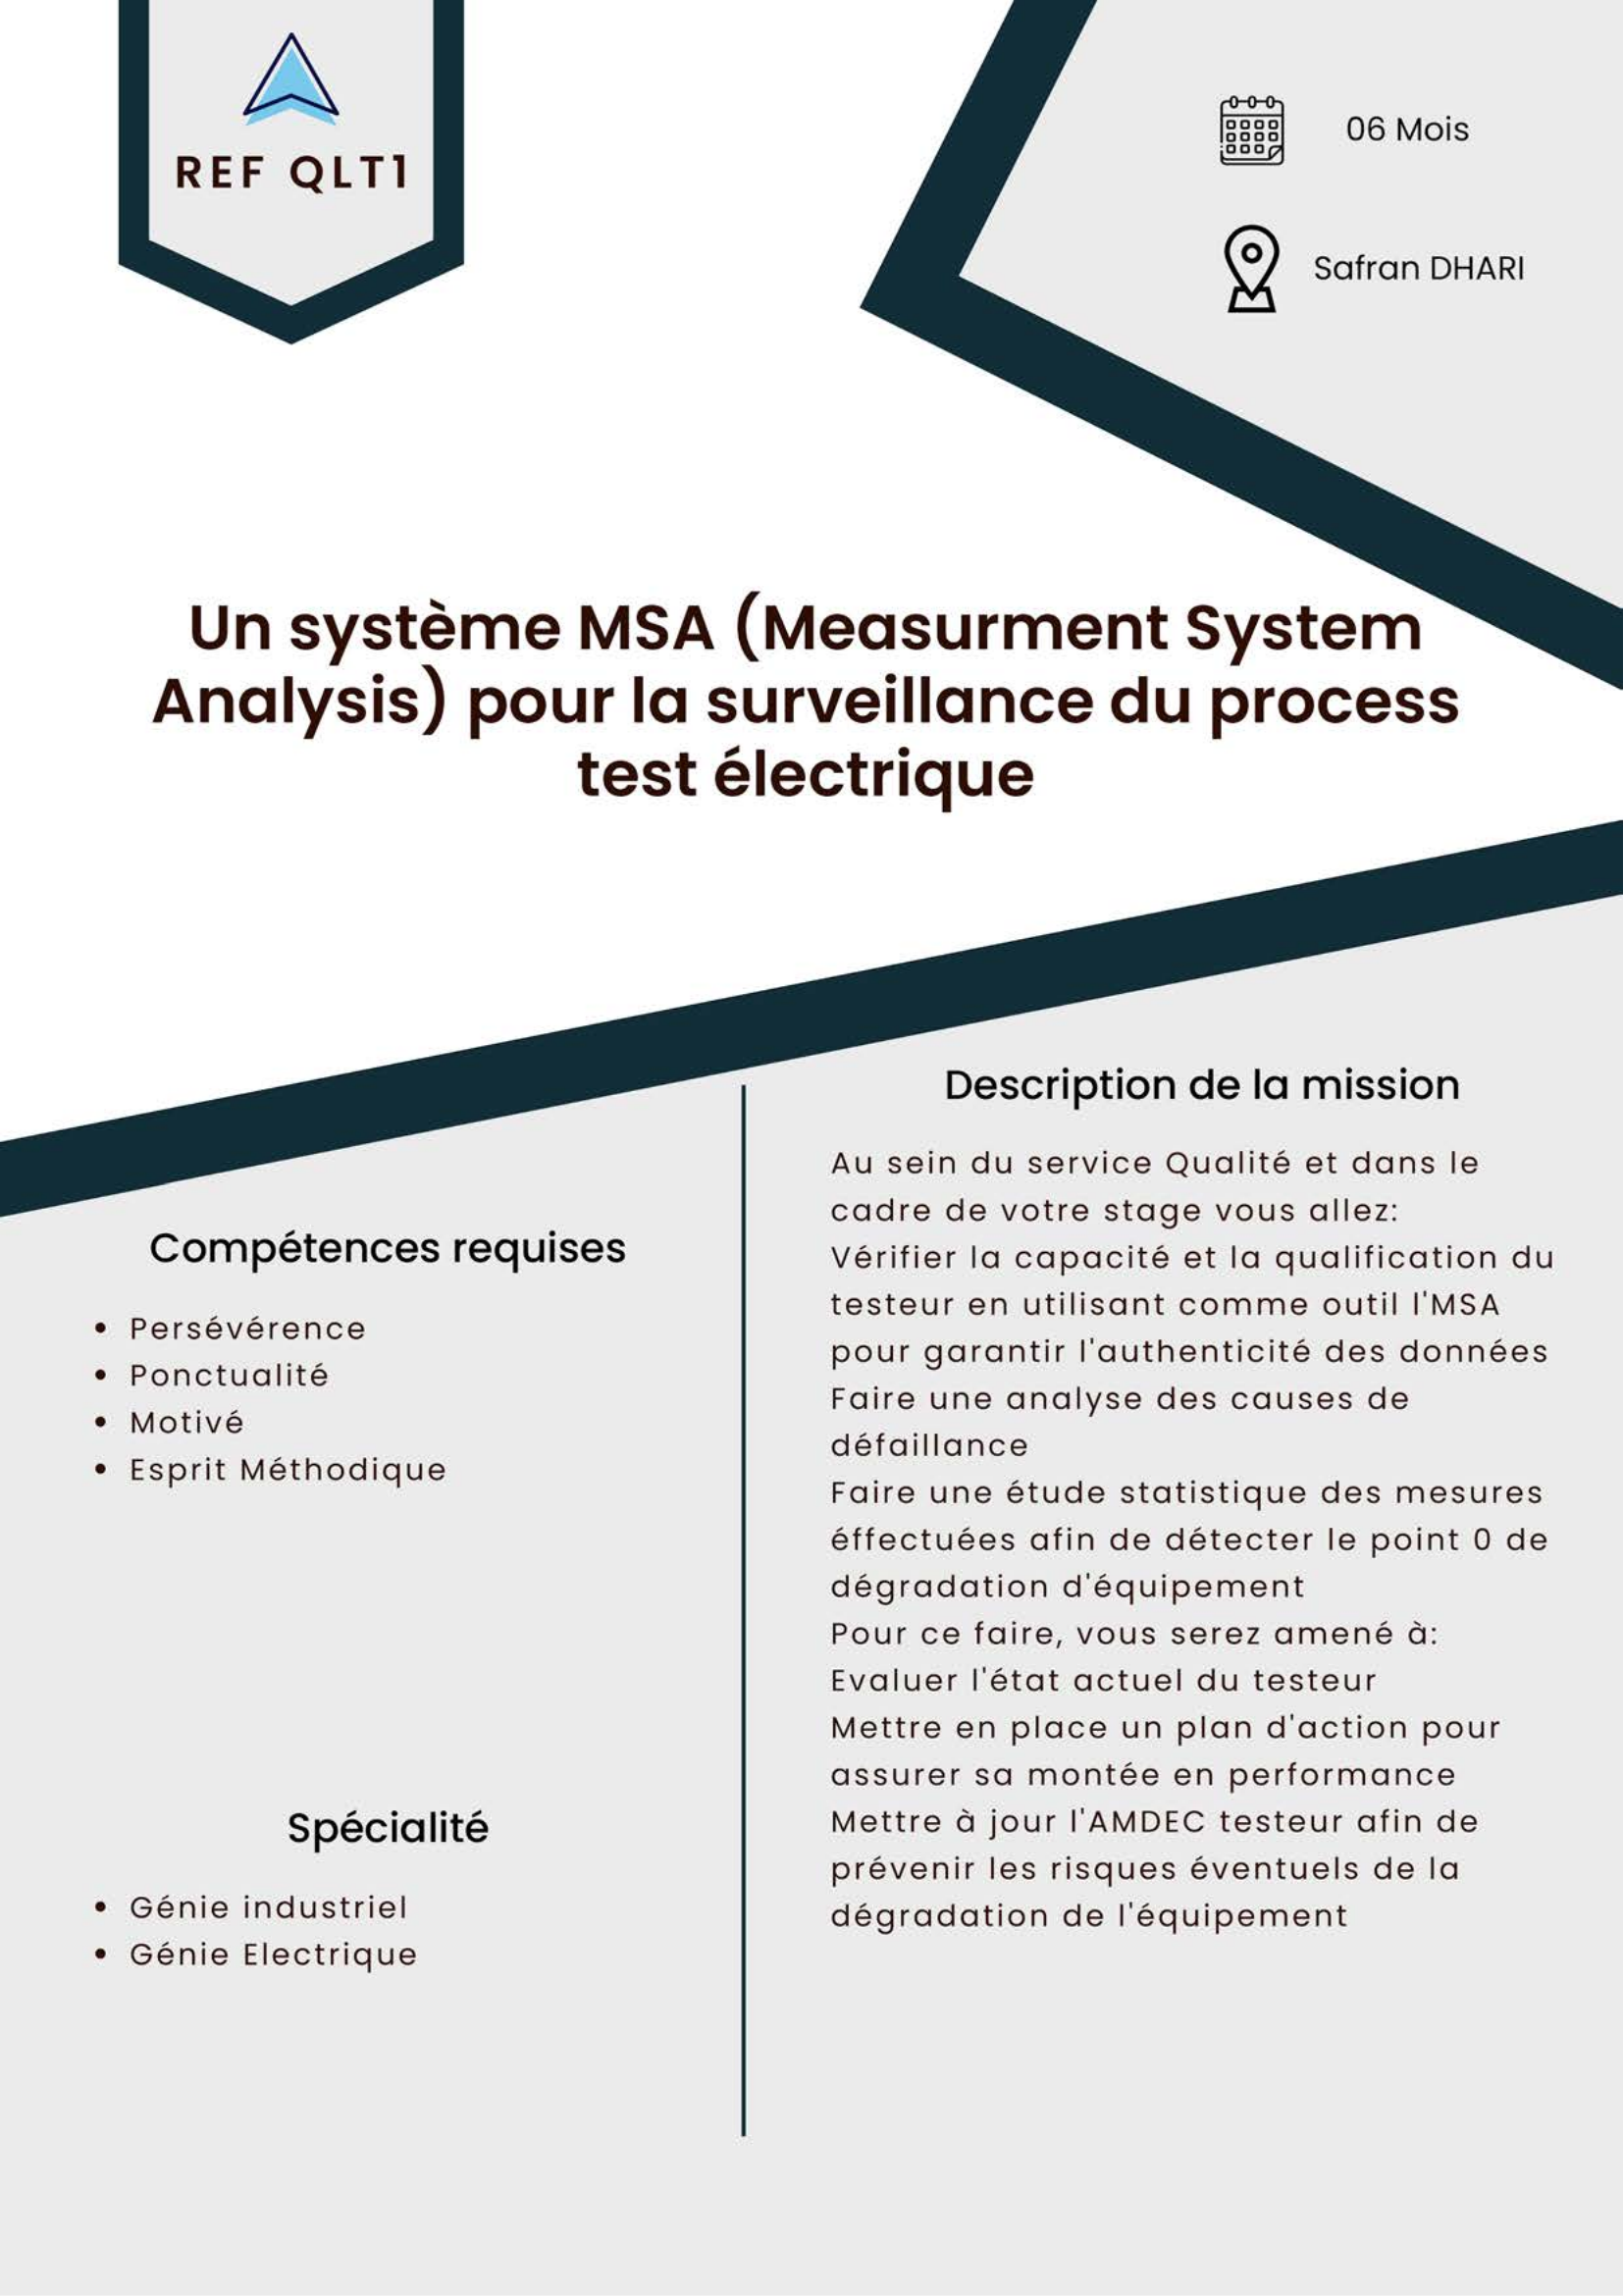 REF QLT1
06 Mois
Safran DHARI
Un système MSA (Measurment System
Analysis) pour la surveillance du process
test électrique
Compétences requises
• Persévérence
• Ponctualité
• Motivé
• Esprit Méthodique
Spécialité
• Génie industriel
• Génie Electrique
Description de la mission
Au sein du service Qualité et dans le
cadre de votre stage vous allez:
Vérifier la capacité et la qualification du
testeur en utilisant comme outil l'MSA
pour garantir l'authenticité des données
Faire une analyse des causes de
défaillance
Faire une étude statistique des mesures
éffectuées afin de détecter le point 0 de
dégradation d'équipement
Pour ce faire, vous serez amené à:
Evaluer l'état actuel du testeur
Mettre en place un plan d'action pour
assurer sa montée en performance
Mettre à jour l'AMDEC testeur afin de
prévenir les risques éventuels de la
dégradation de l'équipement